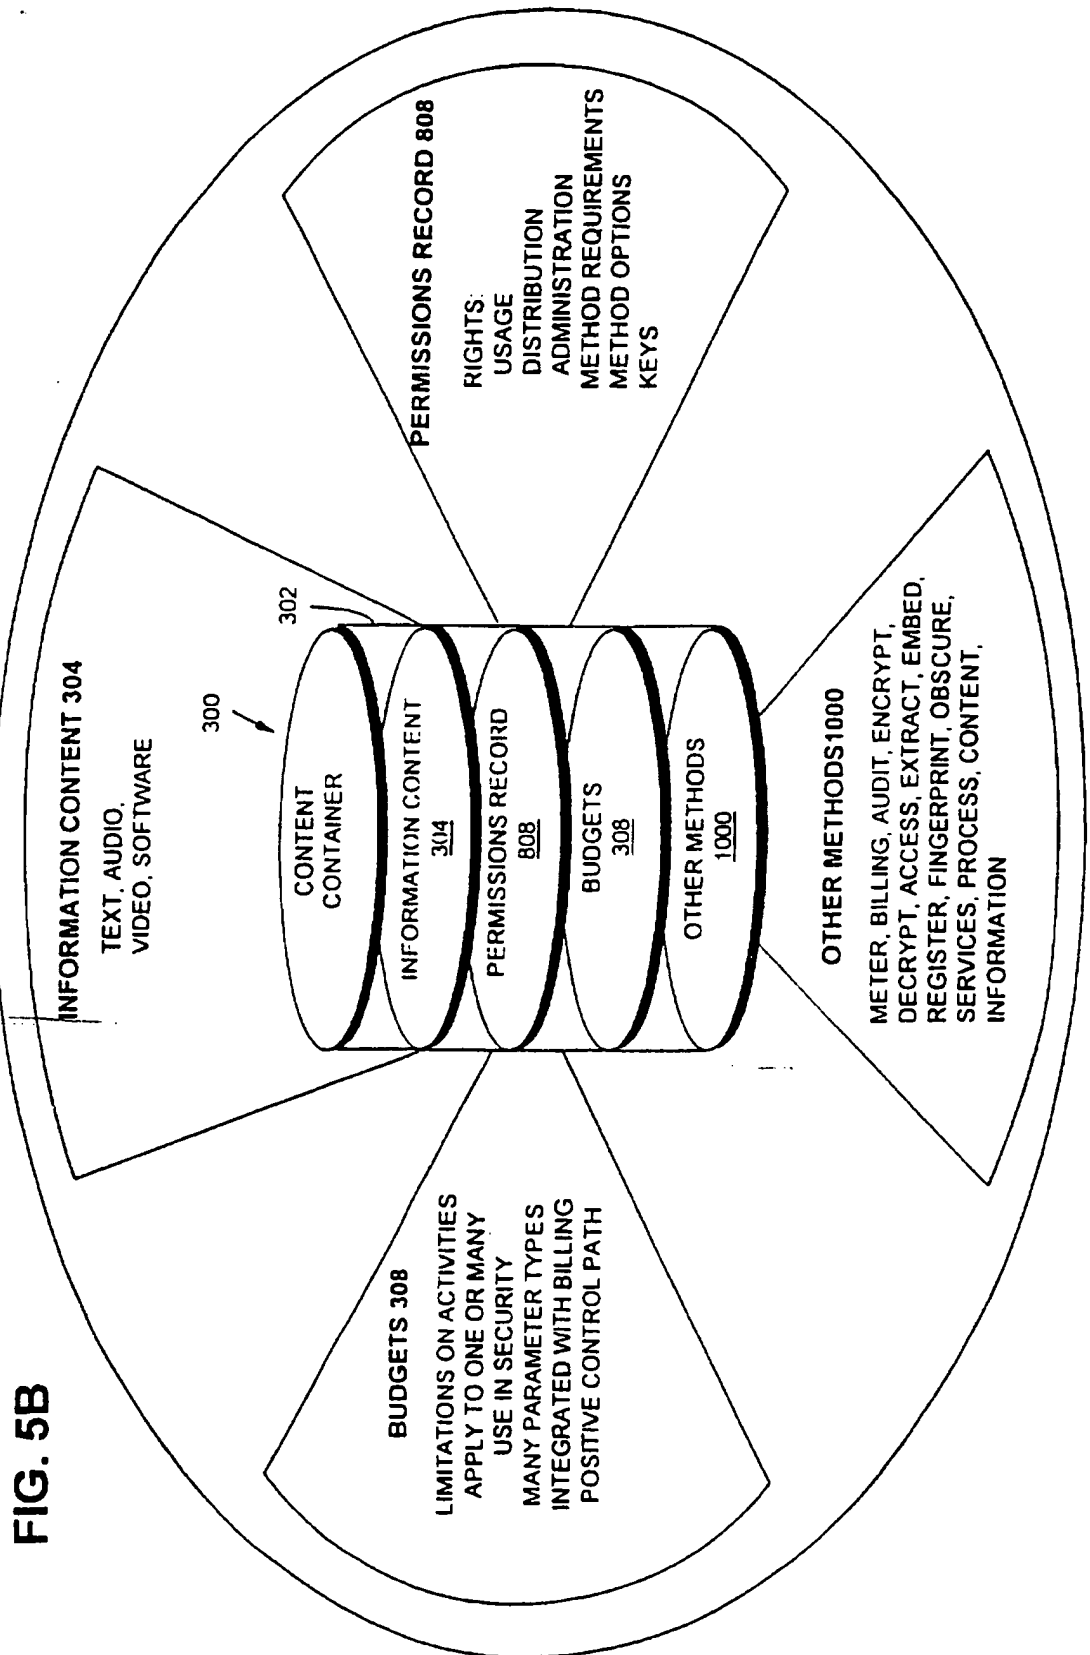 FIG. 5B
INFORMATION CONTENT 304
TEXT, AUDIO,
VIDEO, SOFTWARE
300
302
CONTENT
CONTAINER
INFORMATION CONTENT
304
PERMISSIONS RECORD
808
BUDGETS
308
OTHER METHODS
1000
BUDGETS 308
LIMITATIONS ON ACTIVITIES
APPLY TO ONE OR MANY
USE IN SECURITY
MANY PARAMETER TYPES
INTEGRATED WITH BILLING
POSITIVE CONTROL PATH
PERMISSIONS RECORD 808
RIGHTS:
USAGE
DISTRIBUTION
ADMINISTRATION
METHOD REQUIREMENTS
METHOD OPTIONS
KEYS
OTHER METHODS1000
METER, BILLING, AUDIT, ENCRYPT,
DECRYPT, ACCESS, EXTRACT, EMBED,
REGISTER, FINGERPRINT, OBSCURE,
SERVICES, PROCESS, CONTENT,
INFORMATION